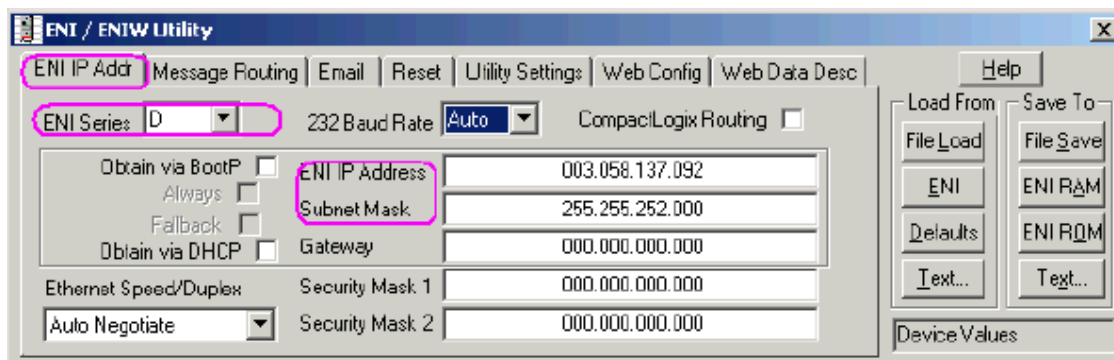 ENI / ENIW Utility
ENI IP Addr Message Routing Email Reset Utility Settings Web Config Web Data Desc Help
ENI Series D 232 Baud Rate Auto CompactLogix Routing
Load From Save To
File Load File Save
Obtain via BootP ENI IP Address 003.058.137.092
Always
ENI ENI RAM
Subnet Mask 255.255.252.000
Fallback
Defaults ENI ROM
Obtain via DHCP Gateway 000.000.000.000
Ethernet Speed/Duplex Security Mask 1 000.000.000.000
Text... Text...
Auto Negotiate Security Mask 2 000.000.000.000
Device Values